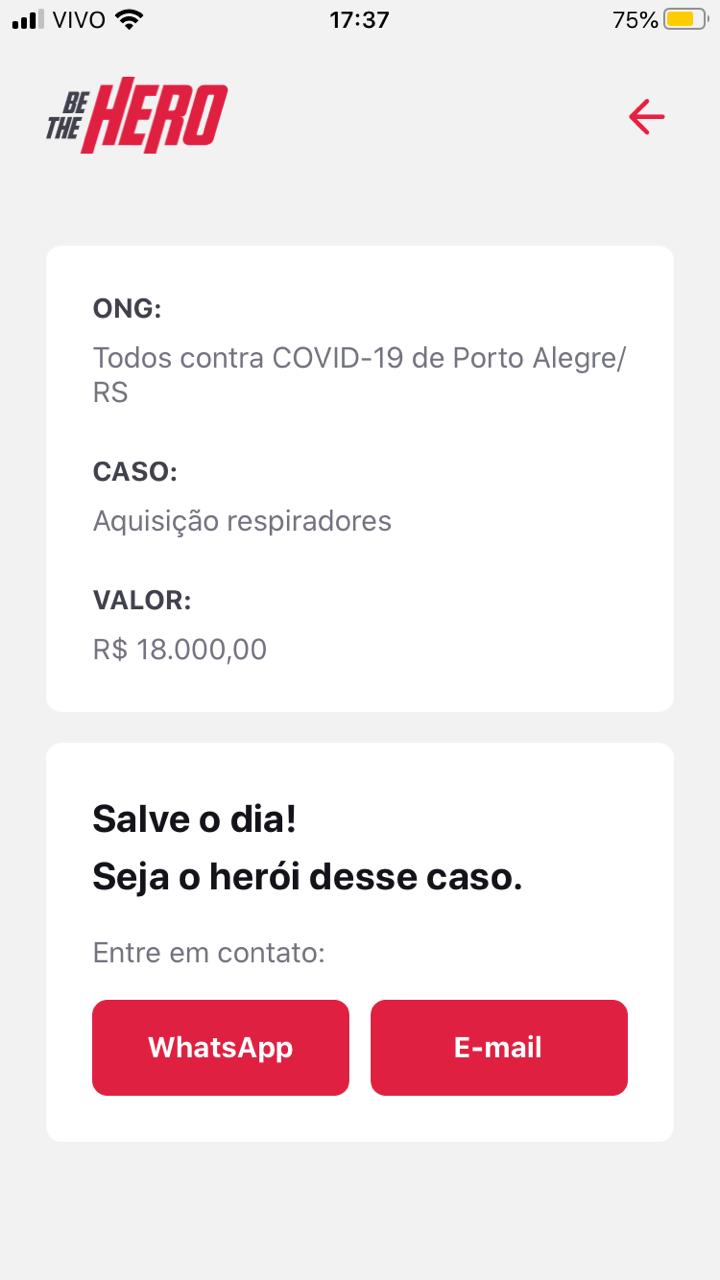 VIVO 17:37 75%
BE
THE HERO
ONG:
Todos contra COVID-19 de Porto Alegre/
RS
CASO:
Aquisição respiradores
VALOR:
R$ 18.000,00
Salve o dia!
Seja o herói desse caso.
Entre em contato:
WhatsApp E-mail